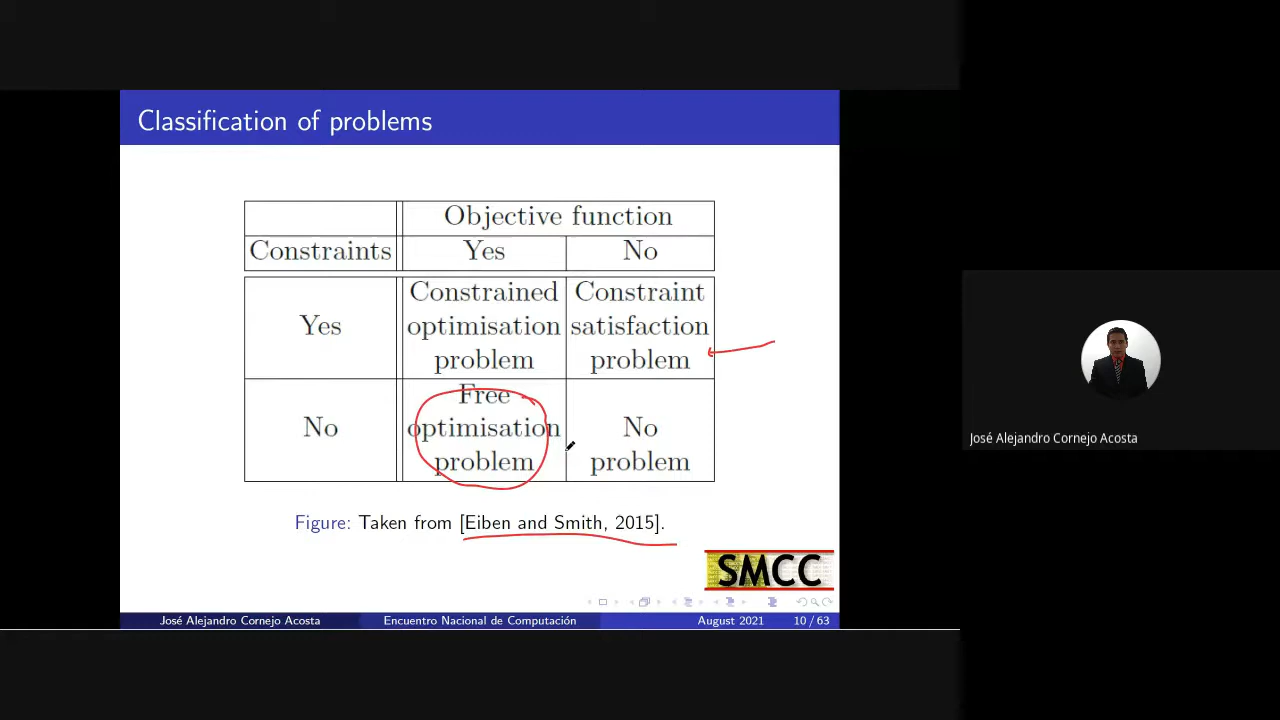 Classification of problems
Objective function
Constraints Yes No
Yes
Constrained optimisation problem
Constraint satisfaction problem
No
Free optimisation problem
No problem
Figure: Taken from [Eiben and Smith, 2015].
SMCC
José Alejandro Cornejo Acosta Encuentro Nacional de Computación August 2021 10 / 63
José Alejandro Cornejo Acosta